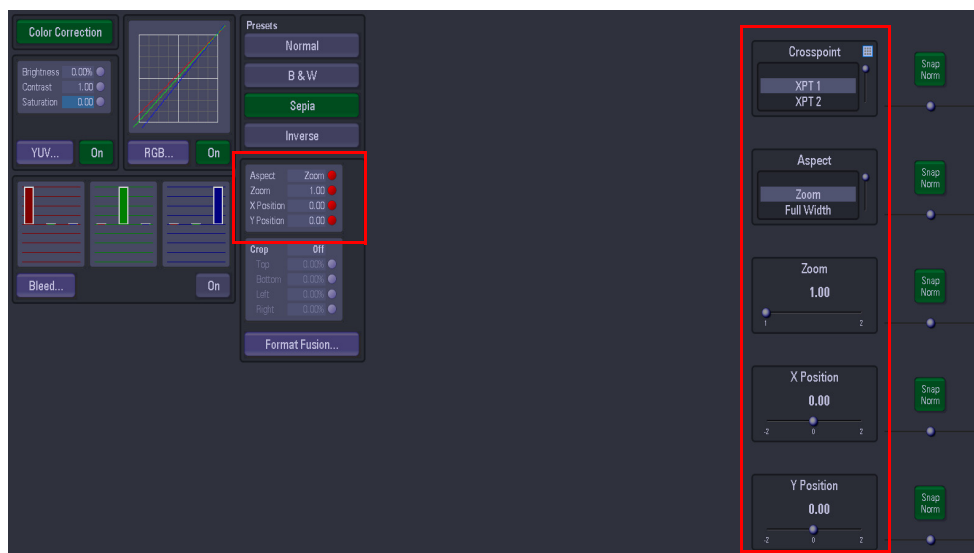 Color Correction
Brightness 0.00%
Contrast 1.00
Saturation 0.00
YUV... On
RGB... On
Presets
Normal
B & W
Sepia
Inverse
Aspect Zoom
Zoom 1.00
X Position 0.00
Y Position 0.00
Crop Off
Top 0.00%
Bottom 0.00%
Left 0.00%
Right 0.00%
Format Fusion...
Bleed... On
Crosspoint
XPT 1
XPT 2
Snap
Norm
Aspect
Zoom
Full Width
Snap
Norm
Zoom
1.00
1 2
Snap
Norm
X Position
0.00
-2 0 2
Snap
Norm
Y Position
0.00
-2 0 2
Snap
Norm